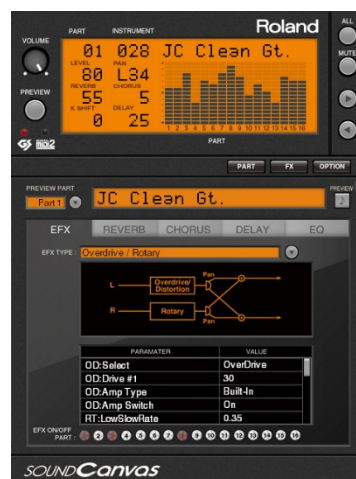 PART INSTRUMENT Roland ALL
VOLUME
01 028 JC Clean Gt.
MUTE
LEVEL PAN
80 L34
PREVIEW
REVERB CHORUS
55 5
K SHIFT DELAY
0 25
1 2 3 4 5 6 7 8 9 10 11 12 13 14 15 16
GS PART
PART FX OPTION
PREVIEW PART PREVIEW
Part 1 JC Clean Gt.
EFX REVERB CHORUS DELAY EQ
EFX TYPE: Overdrive / Rotary
Pan
L Overdrive/
Distortion
R Rotary
Pan
PARAMATER VALUE
OD:Select OverDrive
OD:Drive #1 30
OD:Amp Type Built-In
OD:Amp Switch On
RT:LowSlowRate 0.35
EFX ON/OFF
PART: 2 4 5 6 7 9 10 11 12 13 14 15 16
SOUND Canvas